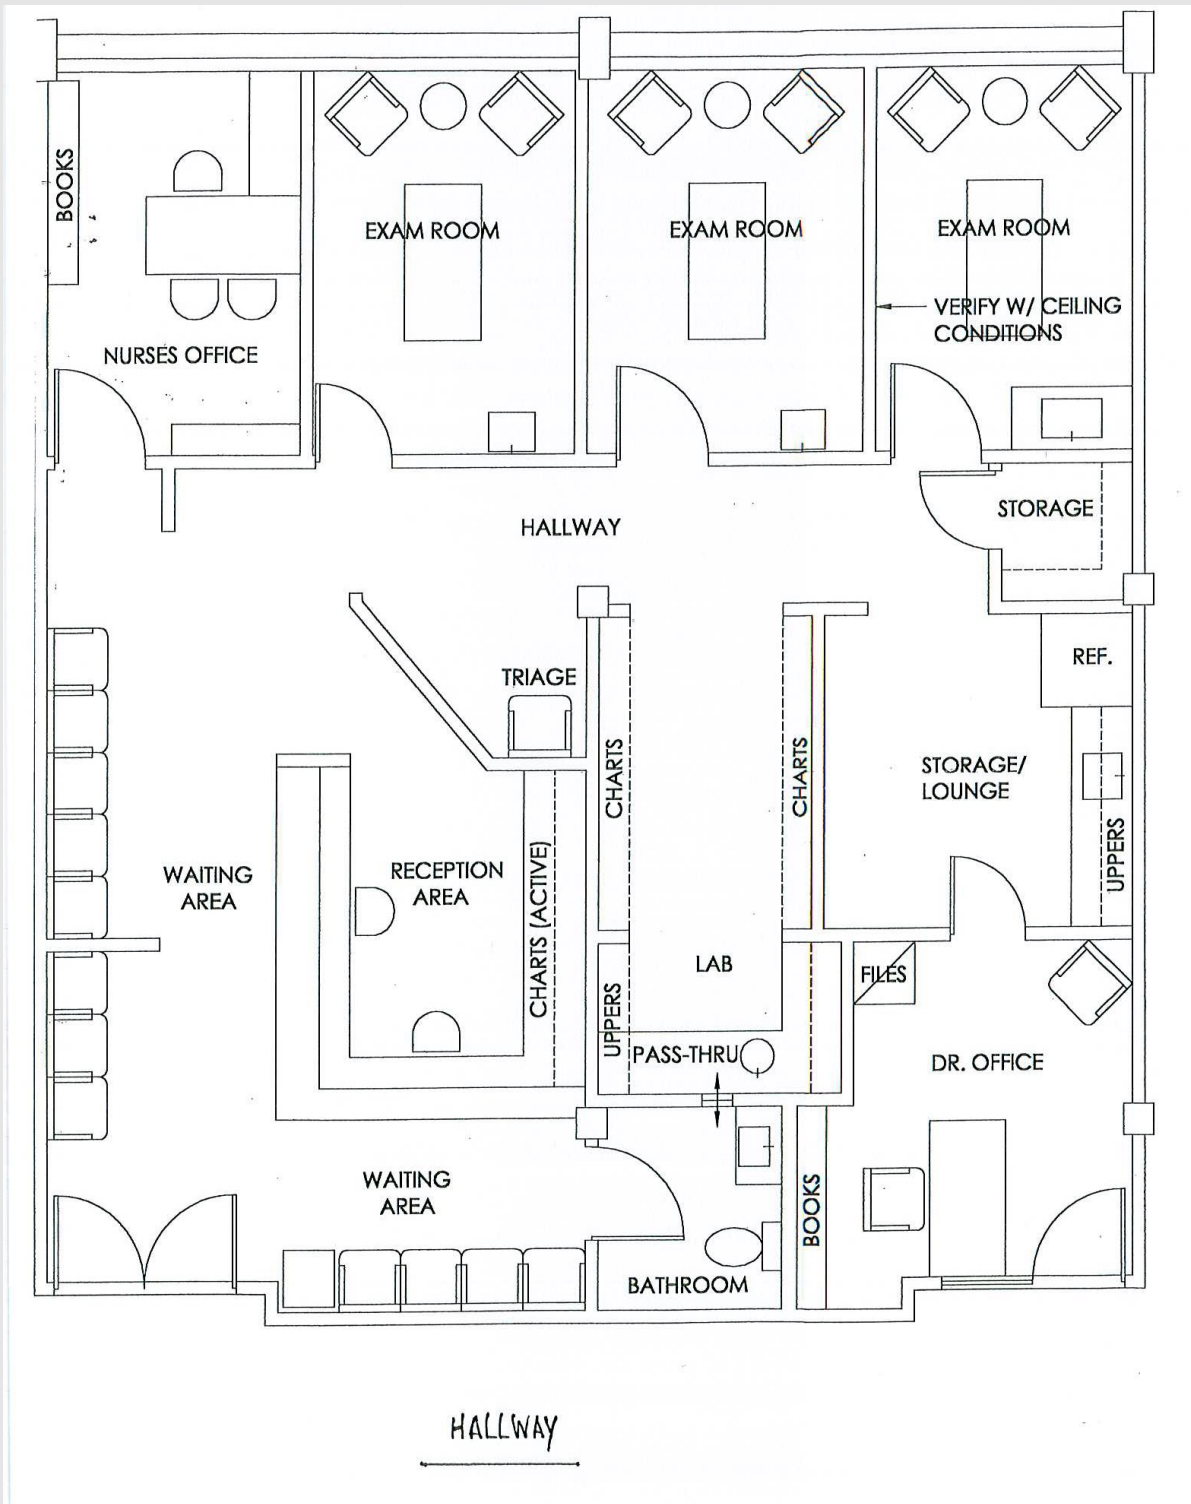 BOOKS
EXAM ROOM
EXAM ROOM
EXAM ROOM
VERIFY W/ CEILING
CONDITIONS
NURSES OFFICE
HALLWAY
STORAGE
TRIAGE
REF.
CHARTS
CHARTS
STORAGE/
LOUNGE
UPPERS
WAITING
AREA
RECEPTION
AREA
CHARTS (ACTIVE)
LAB
FILES
UPPERS
PASS-THRU
DR. OFFICE
WAITING
AREA
BOOKS
BATHROOM
HALLWAY